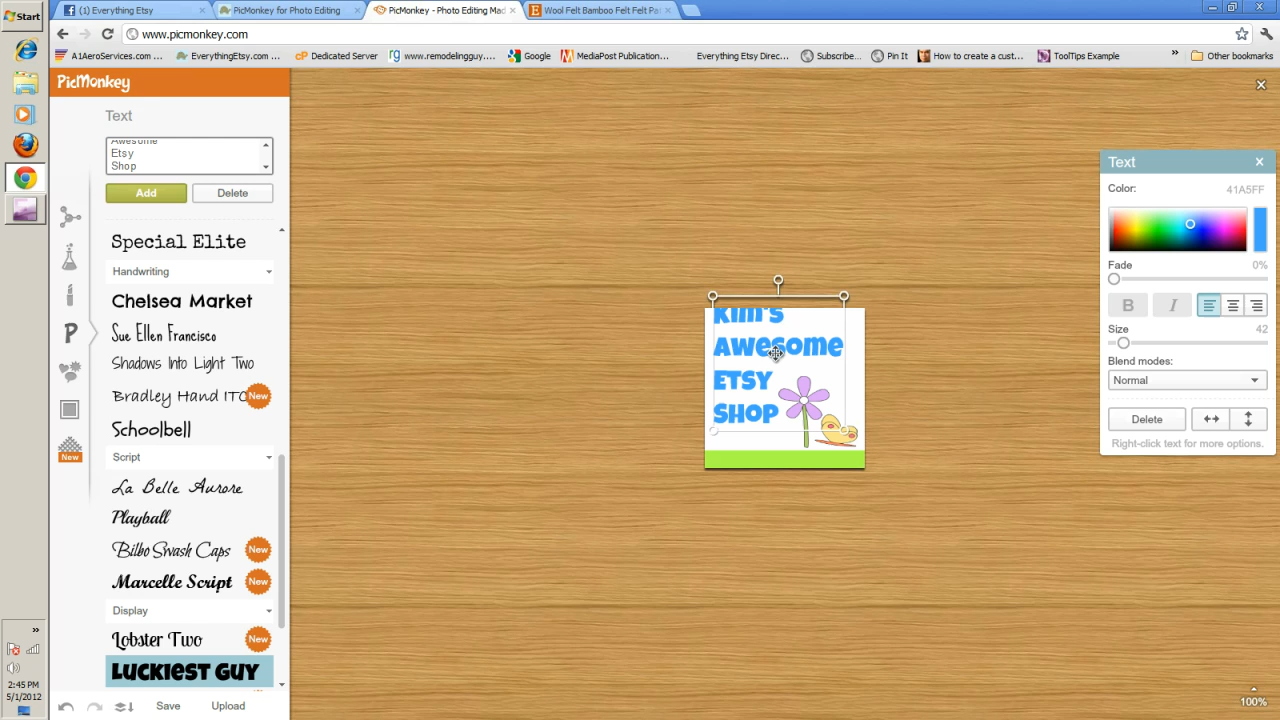 Start
(1) Everything Etsy
PicMonkey for Photo Editing
PicMonkey - Photo Editing Mad
Wool Felt Bamboo Felt Felt Pat
www.picmonkey.com
A1AeroServices.com ...
EverythingEtsy.com ...
cP Dedicated Server
rg www.remodelingguy....
Google
MediaPost Publication...
Everything Etsy Direc...
Subscribe...
Pin It
How to create a cust...
ToolTips Example
»
Other bookmarks
PicMonkey
Text
Awesome
Etsy
Shop
Add
Delete
Special Elite
Handwriting
Chelsea Market
Sue Ellen Francisco
Shadows Into Light Two
Bradley Hand ITC
New
Schoolbell
Script
La Belle Aurore
Playball
Bilbo Swash Caps
New
Marcelle Script
New
Display
Lobster Two
New
Luckiest Guy
New
Save
Upload
Kim's
Awesome
Etsy
Shop
Text
Color:
41A5FF
Fade
0%
B
I
Size
42
Blend modes:
Normal
Delete
Right-click text for more options.
100%
»
2:45 PM
5/1/2012